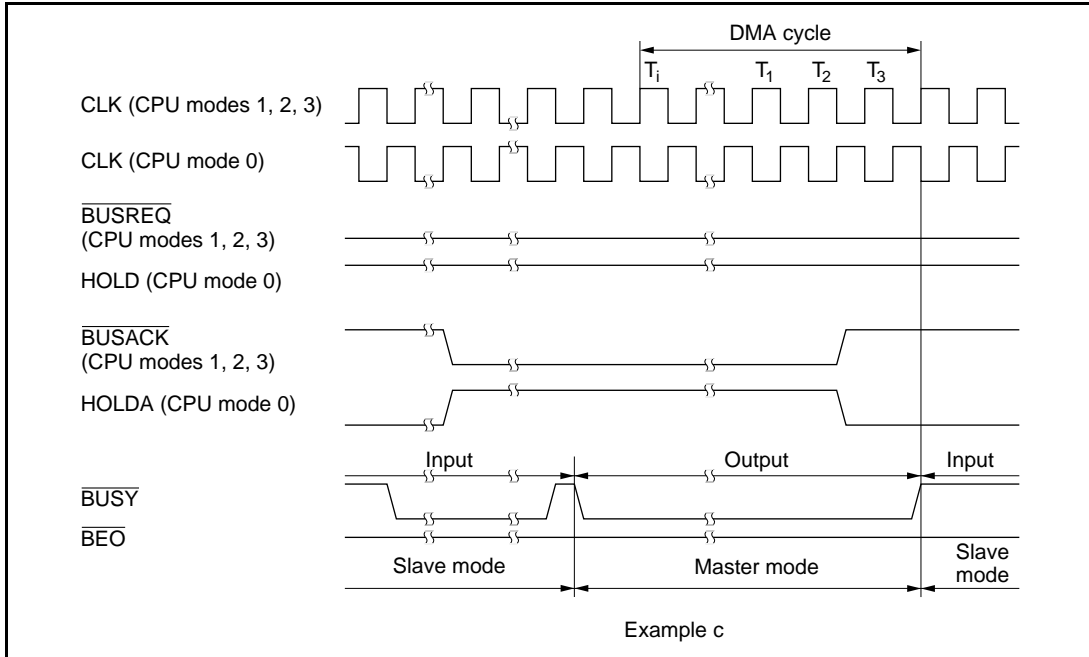 DMA cycle
Ti T1 T2 T3
CLK (CPU modes 1, 2, 3)
CLK (CPU mode 0)
BUSREQ
(CPU modes 1, 2, 3)
HOLD (CPU mode 0)
BUSACK
(CPU modes 1, 2, 3)
HOLDA (CPU mode 0)
Input Output Input
BUSY
BEO
Slave mode Master mode Slave
mode
Example c